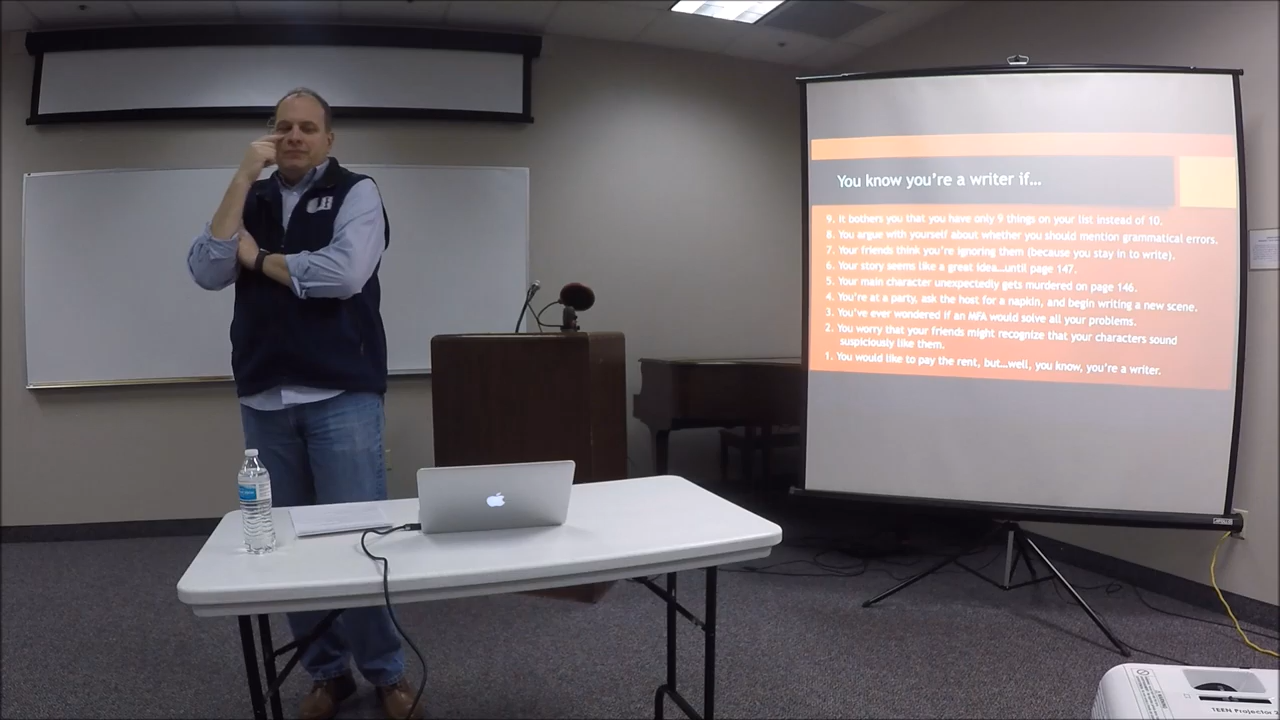 You know you're a writer if...
9. It bothers you that you have only 9 things on your list instead of 10.
8. You argue with yourself about whether you should mention grammatical errors.
7. Your friends think you're ignoring them (because you stay in to write).
6. Your story seems like a great idea...until page 147.
5. Your main character unexpectedly gets murdered on page 146.
4. You're at a party, ask the host for a napkin, and begin writing a new scene.
3. You've ever wondered if an MFA would solve all your problems.
2. You worry that your friends might recognize that your characters sound
suspiciously like them.
1. You would like to pay the rent, but...well, you know, you're a writer.
TEEN Projector